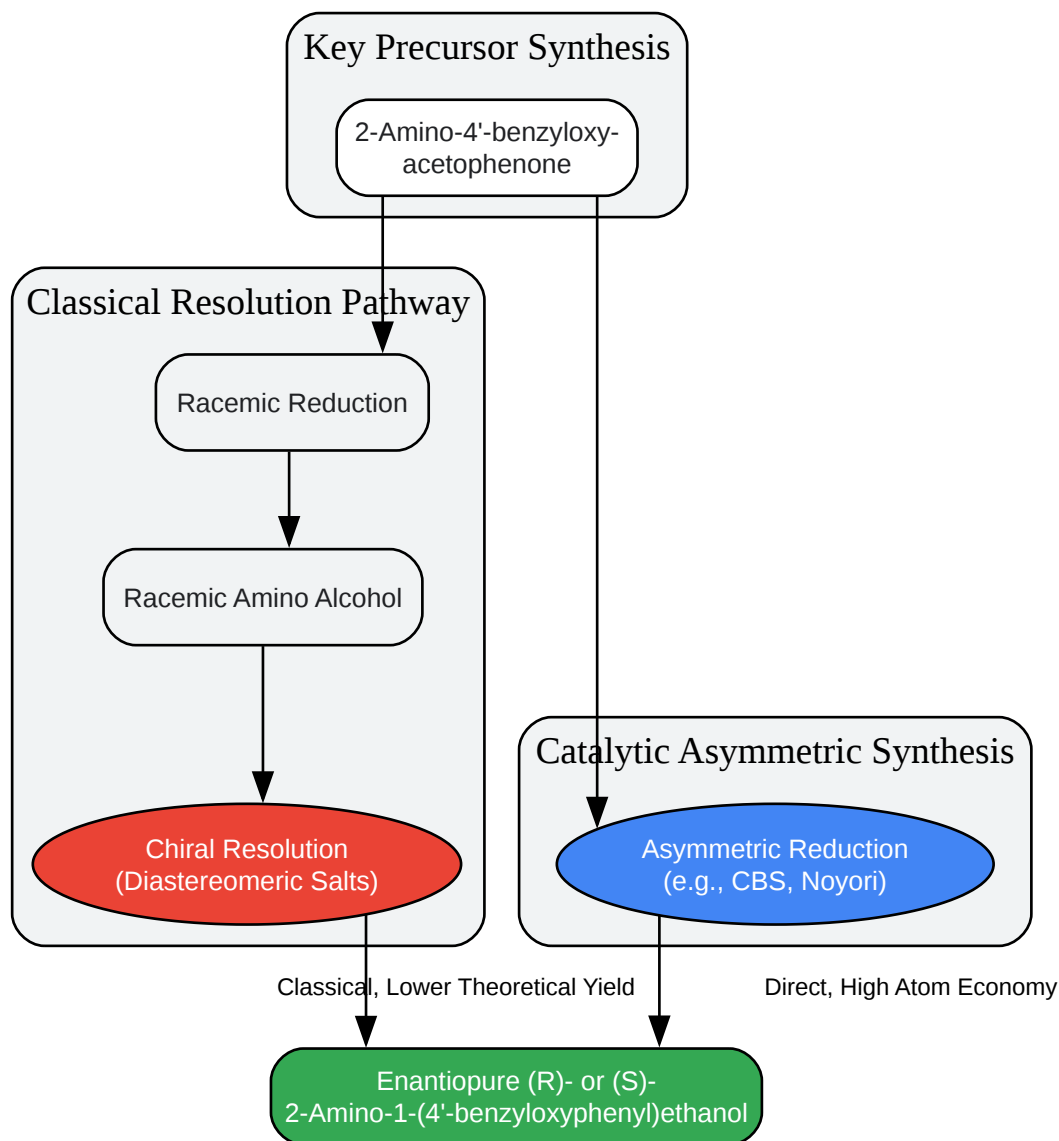 Key Precursor Synthesis
2-Amino-4'-benzyloxy-
acetophenone
Classical Resolution Pathway
Racemic Reduction
Racemic Amino Alcohol
Chiral Resolution
(Diastereomeric Salts)
Catalytic Asymmetric Synthesis
Asymmetric Reduction
(e.g., CBS, Noyori)
Classical, Lower Theoretical Yield
Direct, High Atom Economy
Enantiopure (R)- or (S)-
2-Amino-1-(4'-benzyloxyphenyl)ethanol